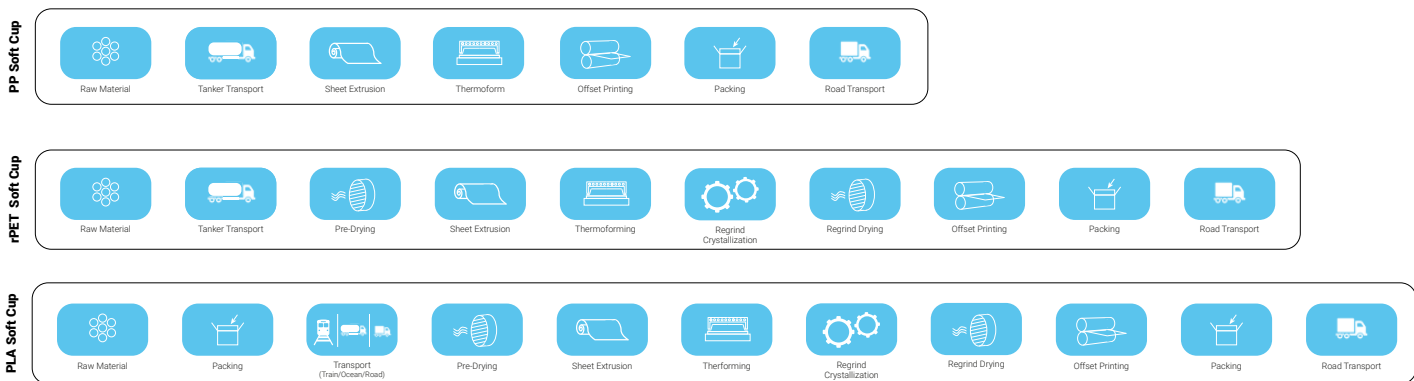 PP Soft Cup
Raw Material
Tanker Transport
Sheet Extrusion
Thermoform
Offset Printing
Packing
Road Transport
rPET Soft Cup
Raw Material
Tanker Transport
Pre-Drying
Sheet Extrusion
Thermoforming
Regrind
Crystallization
Regrind Drying
Offset Printing
Packing
Road Transport
PLA Soft Cup
Raw Material
Packing
Transport
(Train/Ocean/Road)
Pre-Drying
Sheet Extrusion
Therforming
Regrind
Crystallization
Regrind Drying
Offset Printing
Packing
Road Transport